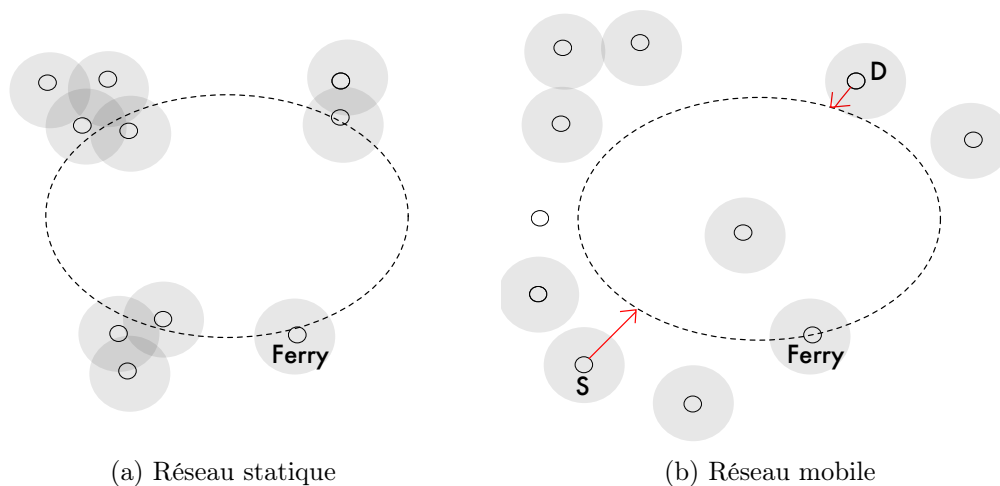 D
Ferry
S
Ferry
(a) Réseau statique
(b) Réseau mobile